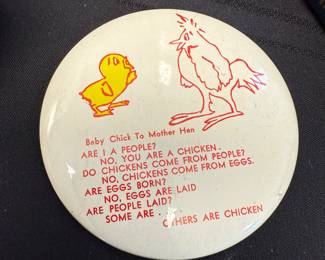 Baby Chick To Mother Hen
ARE I A PEOPLE?
NO, YOU ARE A CHICKEN.
DO CHICKENS COME FROM PEOPLE?
NO, CHICKENS COME FROM EGGS.
ARE EGGS BORN?
NO, EGGS ARE LAID
ARE PEOPLE LAID?
SOME ARE .
OTHERS ARE CHICKEN